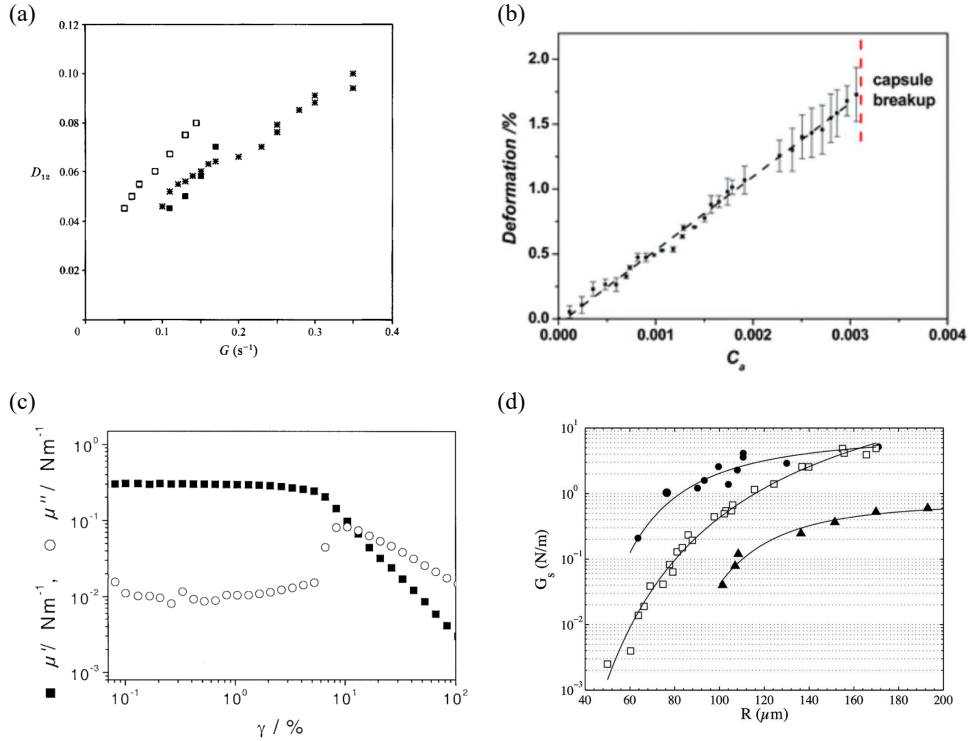 (a)
0.12
0.10
0.08
D12
0.06
0.04
0.02
0.00
0 0.1 0.2 0.3 0.4
G (s⁻¹)
(b)
Deformation /%
2.0
1.5
1.0
0.5
0.0
capsule
breakup
0.000 0.001 0.002 0.003 0.004
Ca
(c)
■ μ'/ Nm⁻¹, ○ μ'' / Nm⁻¹
10⁰
10⁻¹
10⁻²
10⁻³
10⁻¹ 10⁰ 10¹ 10²
γ / %
(d)
Gs (N/m)
10¹
10⁰
10⁻¹
10⁻²
10⁻³
40 60 80 100 120 140 160 180 200
R (μm)